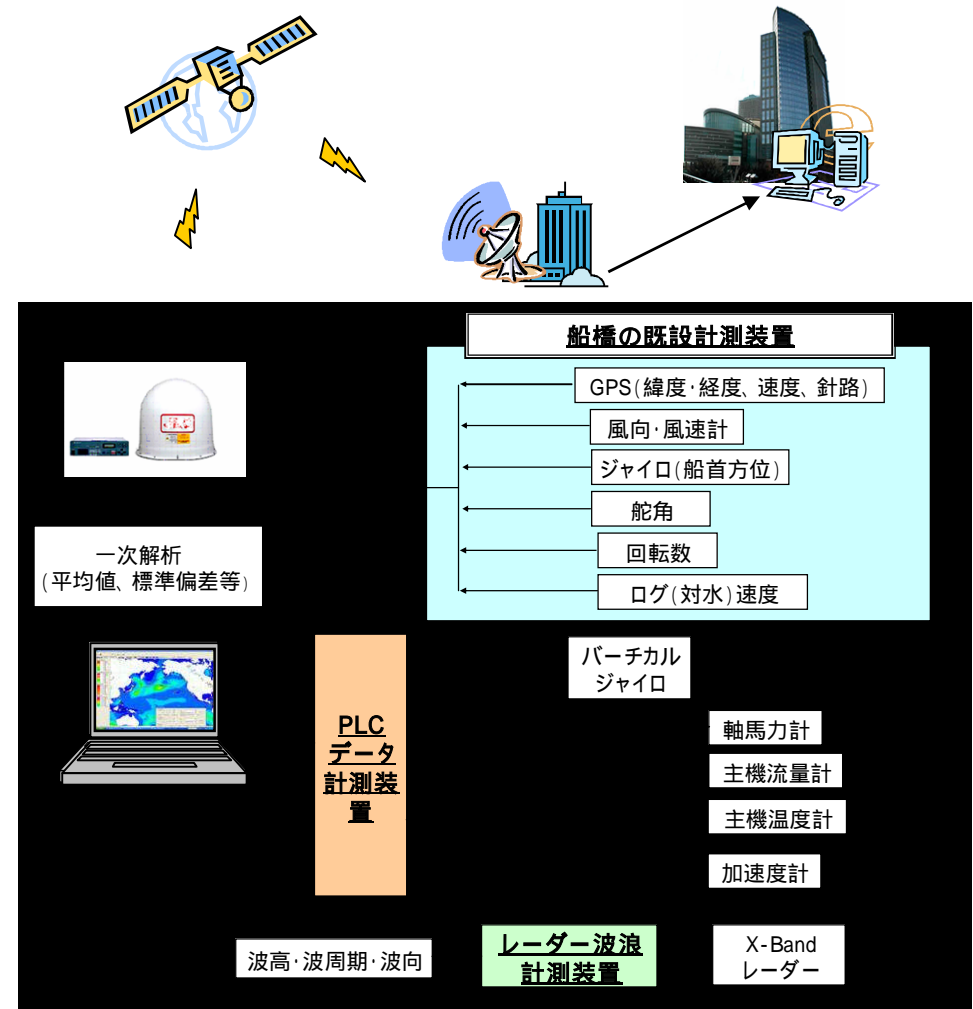 船橋の既設計測装置
GPS(緯度・経度、速度、針路)
風向・風速計
ジャイロ(船首方位)
舵角
回転数
ログ(対水)速度
一次解析
(平均値、標準偏差等)
バーチカル
ジャイロ
PLC
データ
計測装
置
軸馬力計
主機流量計
主機温度計
加速度計
波高・波周期・波向
レーダー波浪
計測装置
X-Band
レーダー